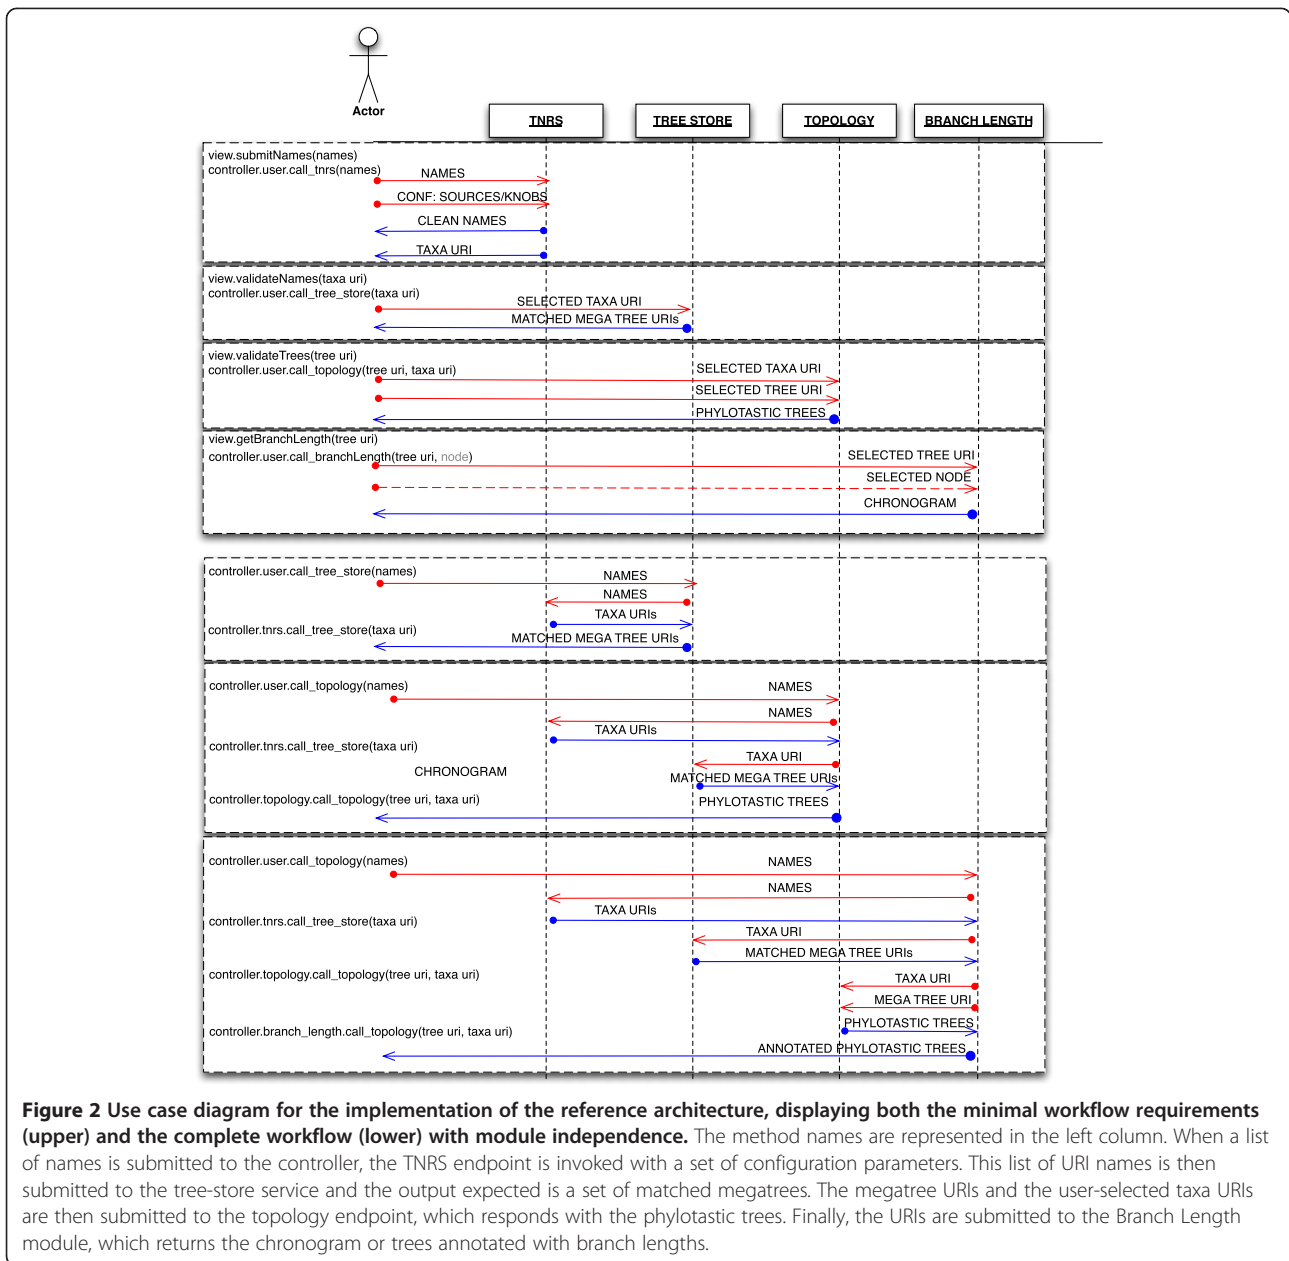 Actor
TNRS
TREE STORE
TOPOLOGY
BRANCH LENGTH
view.submitNames(names)
controller.user.call_tnrs(names)
NAMES
CONF: SOURCES/KNOBS
CLEAN NAMES
TAXA URI
view.validateNames(taxa uri)
controller.user.call_tree_store(taxa uri)
SELECTED TAXA URI
MATCHED MEGA TREE URIs
view.validateTrees(tree uri)
controller.user.call_topology(tree uri, taxa uri)
SELECTED TAXA URI
SELECTED TREE URI
PHYLOTASTIC TREES
view.getBranchLength(tree uri)
controller.user.call_branchLength(tree uri, node)
SELECTED TREE URI
SELECTED NODE
CHRONOGRAM
controller.user.call_tree_store(names)
NAMES
NAMES
TAXA URIs
controller.tnrs.call_tree_store(taxa uri)
MATCHED MEGA TREE URIs
controller.user.call_topology(names)
NAMES
NAMES
TAXA URIs
controller.tnrs.call_tree_store(taxa uri)
TAXA URI
CHRONOGRAM
MATCHED MEGA TREE URIs
controller.topology.call_topology(tree uri, taxa uri)
PHYLOTASTIC TREES
controller.user.call_topology(names)
NAMES
NAMES
TAXA URIs
controller.tnrs.call_tree_store(taxa uri)
TAXA URI
MATCHED MEGA TREE URIs
controller.topology.call_topology(tree uri, taxa uri)
TAXA URI
MEGA TREE URI
PHYLOTASTIC TREES
controller.branch_length.call_topology(tree uri, taxa uri)
ANNOTATED PHYLOTASTIC TREES
Figure 2 Use case diagram for the implementation of the reference architecture, displaying both the minimal workflow requirements
(upper) and the complete workflow (lower) with module independence. The method names are represented in the left column. When a list
of names is submitted to the controller, the TNRS endpoint is invoked with a set of configuration parameters. This list of URI names is then
submitted to the tree-store service and the output expected is a set of matched megatrees. The megatree URIs and the user-selected taxa URIs
are then submitted to the topology endpoint, which responds with the phylotastic trees. Finally, the URIs are submitted to the Branch Length
module, which returns the chronogram or trees annotated with branch lengths.